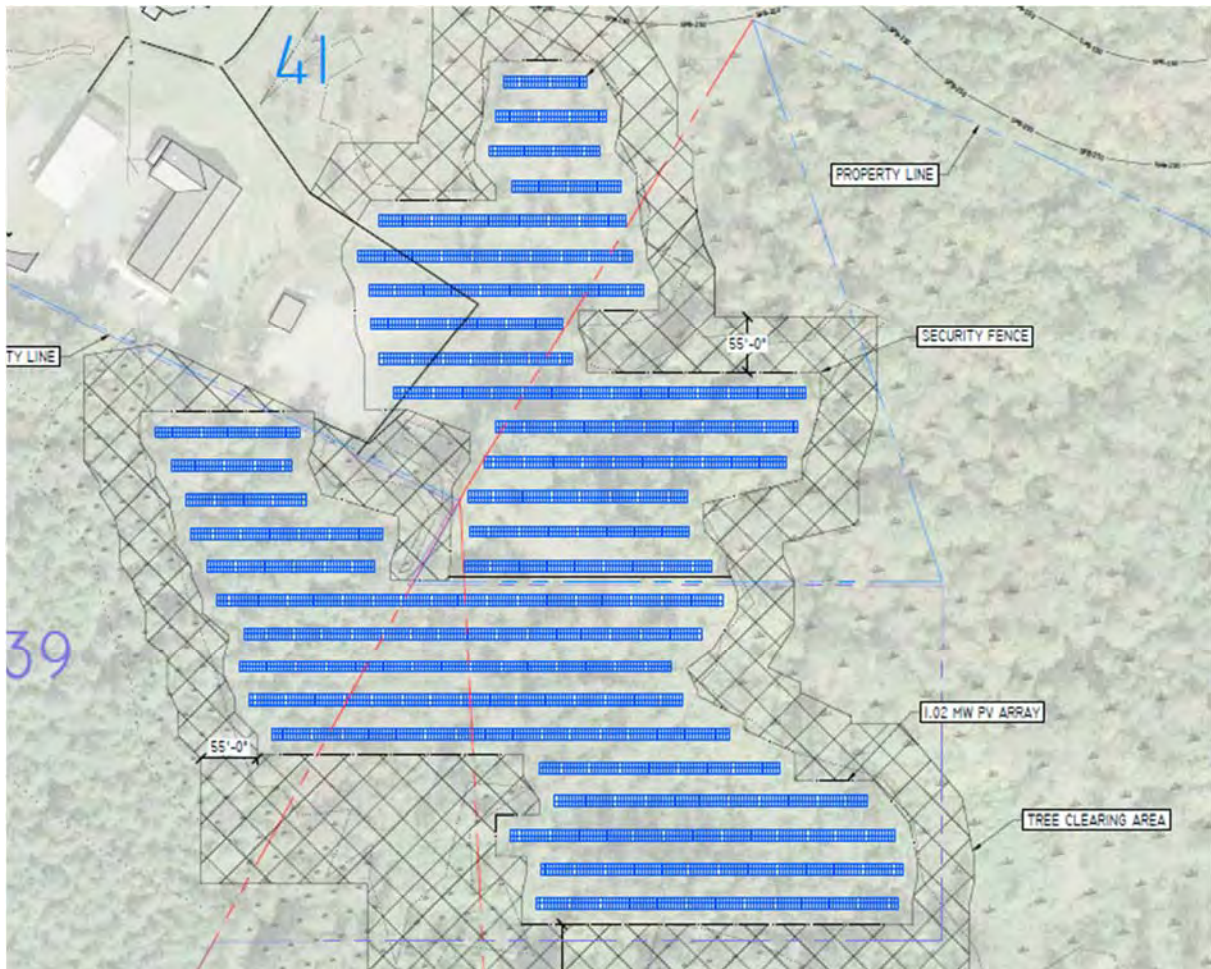 41
PROPERTY LINE
SECURITY FENCE
55'-0"
TY LINE
39
1.02 MW PV ARRAY
55'-0"
TREE CLEARING AREA